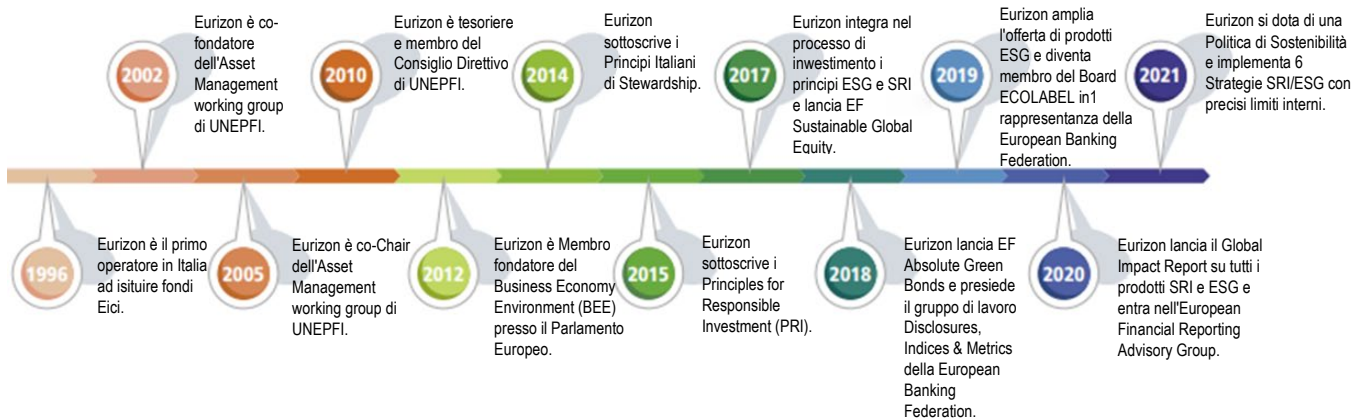 2002
Eurizon è co-
fondatore
dell'Asset
Management
working group
di UNEPFI.
2010
Eurizon è tesoriere
e membro del
Consiglio Direttivo
di UNEPFI.
2014
Eurizon
sottoscrive i
Principi Italiani
di Stewardship.
2017
Eurizon integra nel
processo di
investimento i
principi ESG e SRI
e lancia EF
Sustainable Global
Equity.
2019
Eurizon amplia
l'offerta di prodotti
ESG e diventa
membro del Board
ECOLABEL in1
rappresentanza della
European Banking
Federation.
2021
Eurizon si dota di una
Politica di Sostenibilità
e implementa 6
Strategie SRI/ESG con
precisi limiti interni.
1996
Eurizon è il primo
operatore in Italia
ad isituire fondi
Eici.
2005
Eurizon è co-Chair
dell'Asset
Management
working group di
UNEPFI.
2012
Eurizon è Membro
fondatore del
Business Economy
Environment (BEE)
presso il Parlamento
Europeo.
2015
Eurizon
sottoscrive i
Principles for
Responsible
Investment (PRI).
2018
Eurizon lancia EF
Absolute Green
Bonds e presiede
il gruppo di lavoro
Disclosures,
Indices & Metrics
della European
Banking
Federation.
2020
Eurizon lancia il Global
Impact Report su tutti i
prodotti SRI e ESG e
entra nell'European
Financial Reporting
Advisory Group.